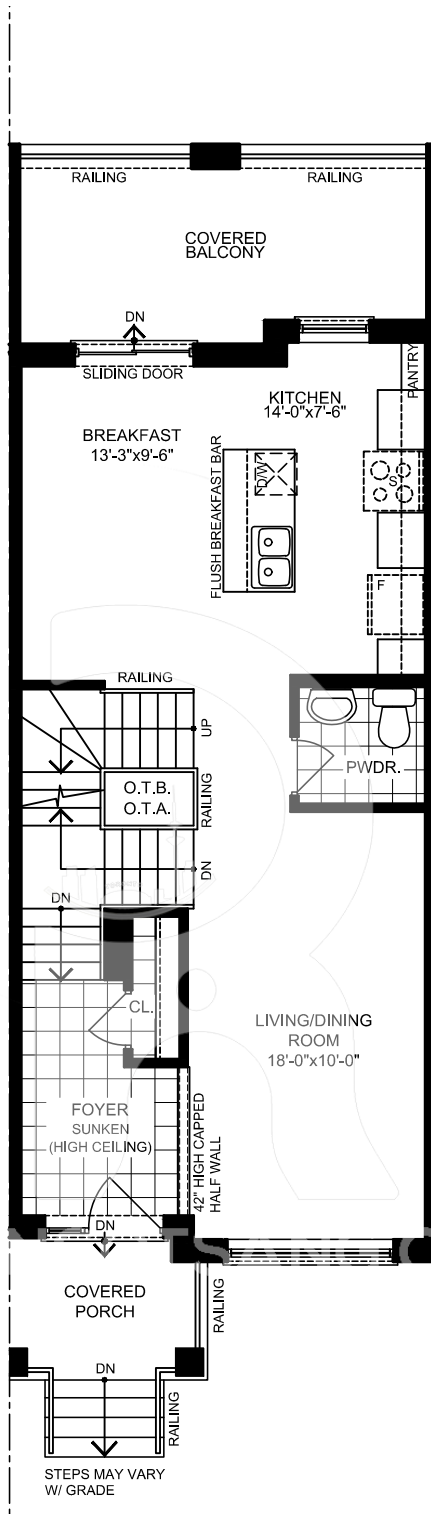 RAILING
RAILING
COVERED
BALCONY
DN
SLIDING DOOR
PANTRY
KITCHEN
14'-0"x7'-6"
BREAKFAST
13'-3"x9'-6"
FLUSH BREAKFAST BAR
D/W
S
F
RAILING
UP
PWDR.
O.T.B.
O.T.A.
RAILING
DN
DN
CL.
LIVING/DINING
ROOM
18'-0"x10'-0"
FOYER
SUNKEN
(HIGH CEILING)
42" HIGH CAPPED
HALF WALL
DN
COVERED
PORCH
RAILING
DN
RAILING
STEPS MAY VARY
W/ GRADE